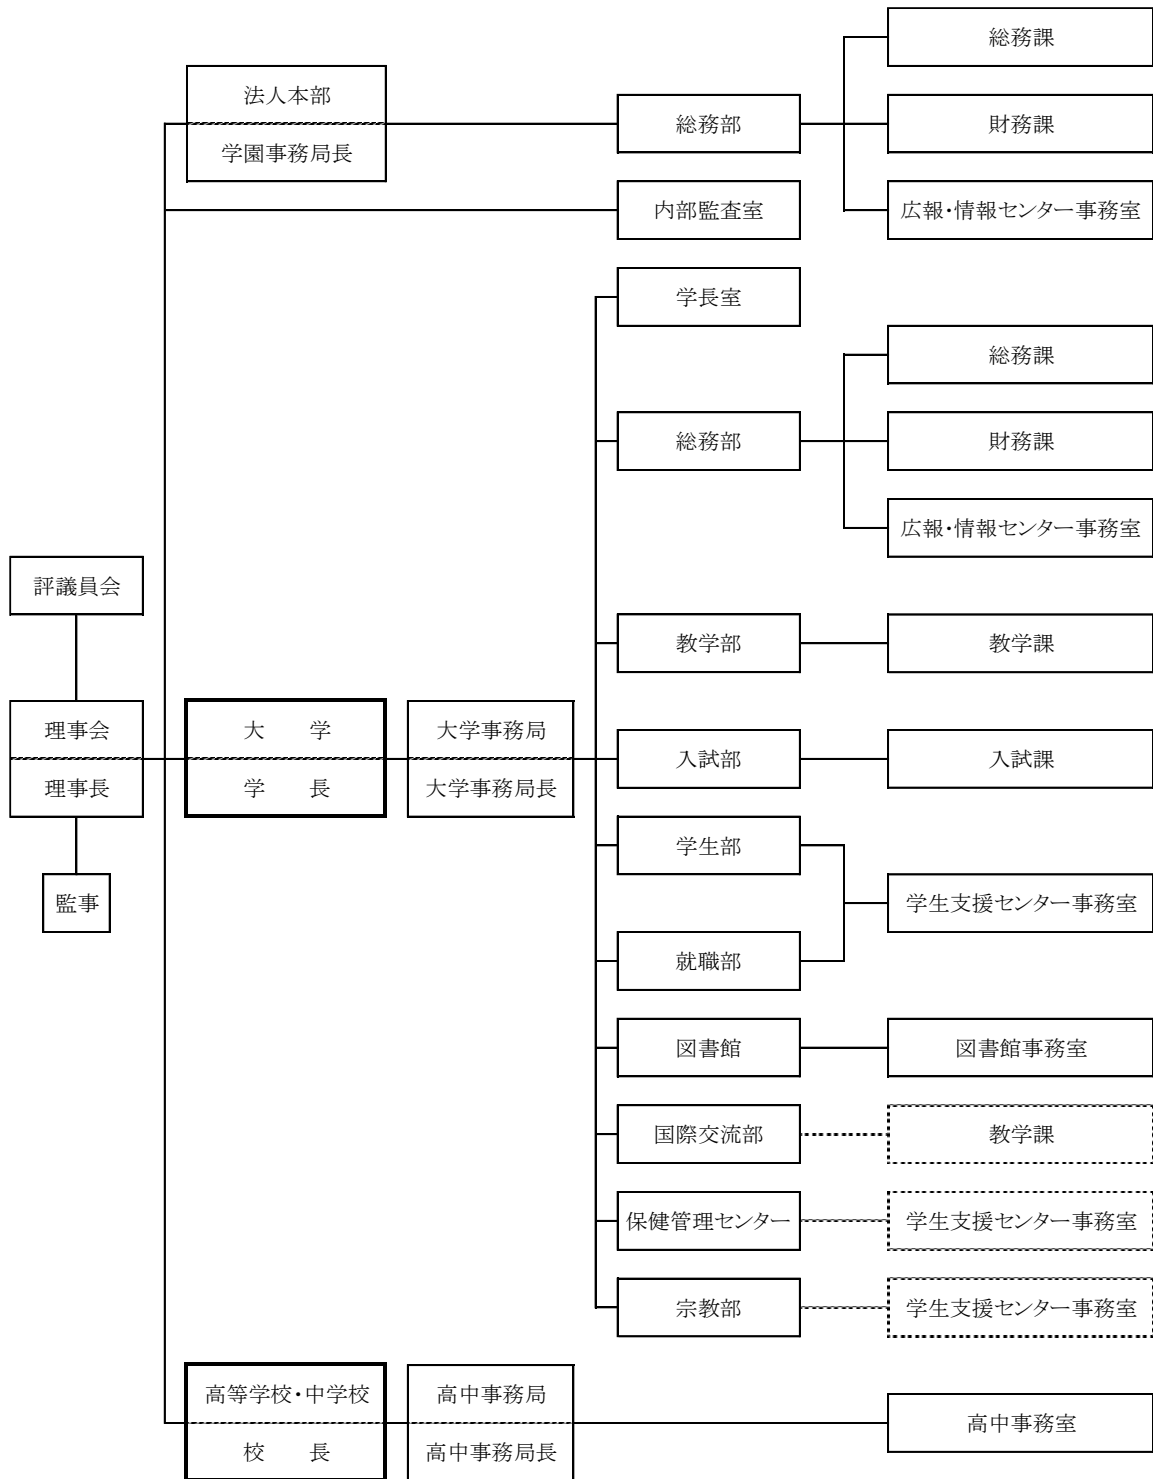 総務課
法人本部
学園事務局長
総務部
財務課
内部監査室
広報・情報センター事務室
学長室
総務課
総務部
財務課
広報・情報センター事務室
評議員会
教学部
教学課
理事会
理事長
大　　学
学　　長
大学事務局
大学事務局長
入試部
入試課
学生部
監事
学生支援センター事務室
就職部
図書館
図書館事務室
国際交流部
教学課
保健管理センター
学生支援センター事務室
宗教部
学生支援センター事務室
高等学校・中学校
校　　長
高中事務局
高中事務局長
高中事務室